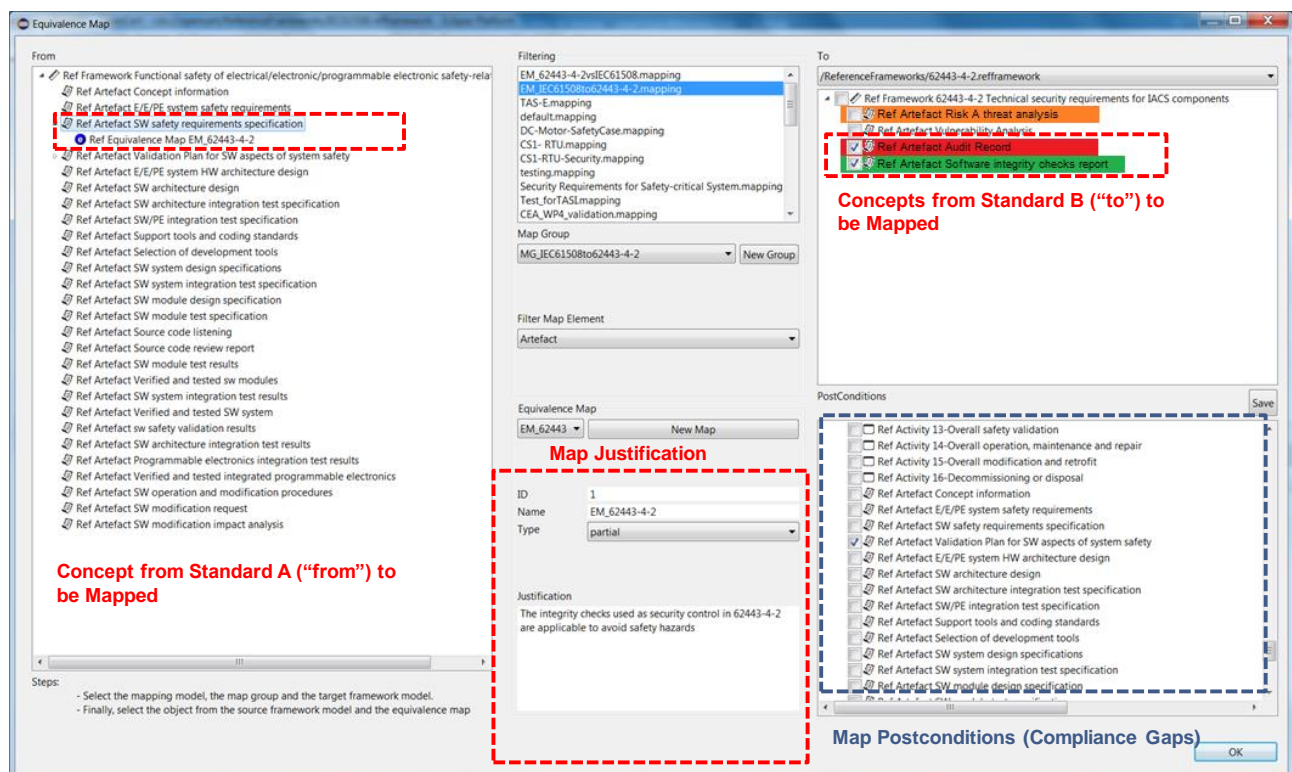 Equivalence Map
From
Ref Framework Functional safety of electrical/electronic/programmable electronic safety-rela
Ref Artefact Concept information
Ref Artefact E/E/PE system safety requirements
Ref Artefact SW safety requirements specification
Ref Equivalence Map EM_62443-4-2
Ref Artefact Validation Plan for SW aspects of system safety
Ref Artefact E/E/PE system HW architecture design
Ref Artefact SW architecture design
Ref Artefact SW architecture integration test specification
Ref Artefact SW/PE integration test specification
Ref Artefact Support tools and coding standards
Ref Artefact Selection of development tools
Ref Artefact SW system design specifications
Ref Artefact SW system integration test specification
Ref Artefact SW module design specification
Ref Artefact SW module test specification
Ref Artefact Source code listening
Ref Artefact Source code review report
Ref Artefact SW module test results
Ref Artefact Verified and tested sw modules
Ref Artefact SW system integration test results
Ref Artefact Verified and tested SW system
Ref Artefact sw safety validation results
Ref Artefact SW architecture integration test results
Ref Artefact Programmable electronics integration test results
Ref Artefact Verified and tested integrated programmable electronics
Ref Artefact SW operation and modification procedures
Ref Artefact SW modification request
Ref Artefact SW modification impact analysis
Concept from Standard A (“from”) to
be Mapped
Steps:
- Select the mapping model, the map group and the target framework model.
- Finally, select the object from the source framework model and the equivalence map
Filtering
EM_62443-4-2vsIEC61508.mapping
EM_IEC61508to62443-4-2.mapping
TAS-E.mapping
default.mapping
DC-Motor-SafetyCase.mapping
CS1- RTU.mapping
CS1-RTU-Security.mapping
testing.mapping
Security Requirements for Safety-critical System.mapping
Test_forTASI.mapping
CEA_WP4_validation.mapping
Map Group
MG_IEC61508to62443-4-2
New Group
Filter Map Element
Artefact
Equivalence Map
EM_62443
New Map
Map Justification
ID 1
Name EM_62443-4-2
Type partial
Justification
The integrity checks used as security control in 62443-4-2
are applicable to avoid safety hazards
To
/ReferenceFrameworks/62443-4-2.refframework
Ref Framework 62443-4-2 Technical security requirements for IACS components
Ref Artefact Risk A threat analysis
Ref Artefact Vulnerability Analysis
Ref Artefact Audit Record
Ref Artefact Software integrity checks report
Concepts from Standard B (“to”) to
be Mapped
PostConditions
Save
Ref Activity 13-Overall safety validation
Ref Activity 14-Overall operation, maintenance and repair
Ref Activity 15-Overall modification and retrofit
Ref Activity 16-Decommissioning or disposal
Ref Artefact Concept information
Ref Artefact E/E/PE system safety requirements
Ref Artefact SW safety requirements specification
Ref Artefact Validation Plan for SW aspects of system safety
Ref Artefact E/E/PE system HW architecture design
Ref Artefact SW architecture design
Ref Artefact SW architecture integration test specification
Ref Artefact SW/PE integration test specification
Ref Artefact Support tools and coding standards
Ref Artefact Selection of development tools
Ref Artefact SW system design specifications
Ref Artefact SW system integration test specification
Ref Artefact SW module design specification
Map Postconditions (Compliance Gaps)
OK